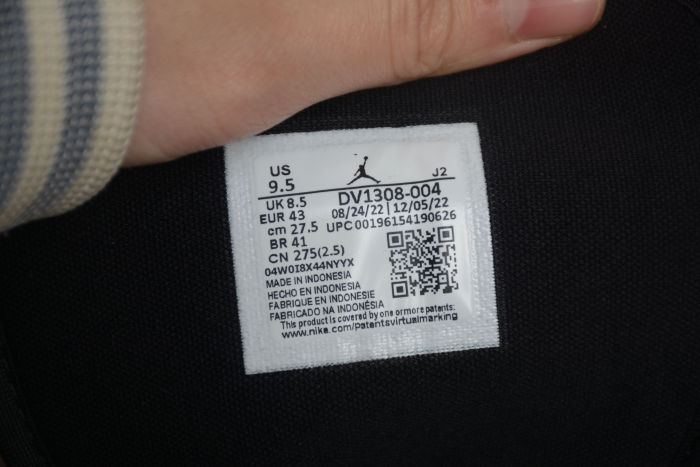 US
9.5
J2
UK 8.5
EUR 43
cm 27.5
BR 41
CN 275(2.5)
DV1308-004
08/24/22 | 12/05/22
UPC 00196154190626
04W0I8X44NYYX
MADE IN INDONESIA
HECHO EN INDONESIA
FABRIQUE EN INDONESIE
FABRICADO NA INDONÉSIA
This product is covered by one ormore patents:
www.nika.com/patentsvirtualmarking